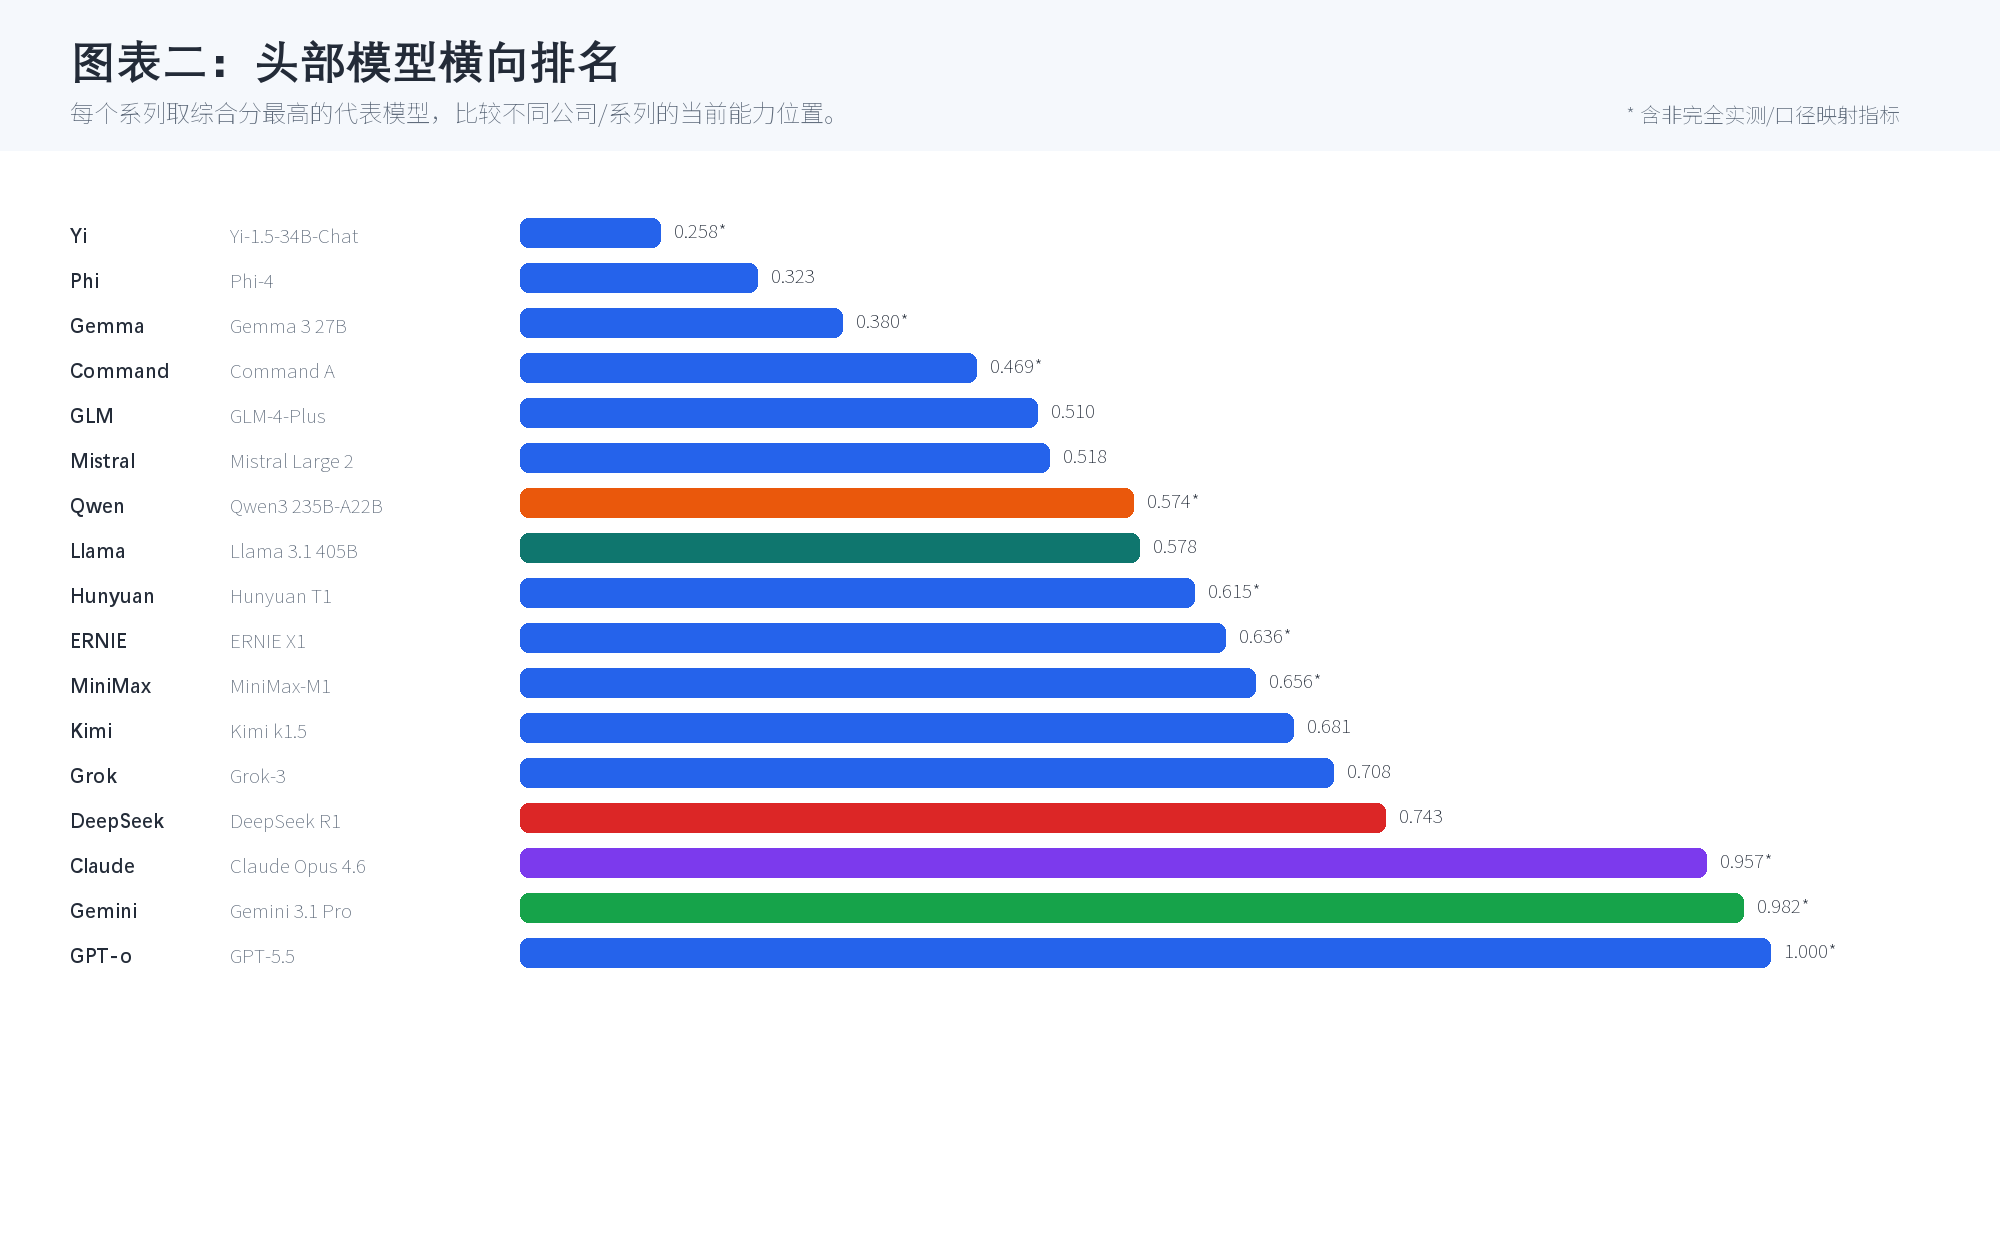 图表二：头部模型横向排名
每个系列取综合分最高的代表模型，比较不同公司/系列的当前能力位置。
* 含非完全实测/口径映射指标
Yi Yi-1.5-34B-Chat 0.258*
Phi Phi-4 0.323
Gemma Gemma 3 27B 0.380*
Command Command A 0.469*
GLM GLM-4-Plus 0.510
Mistral Mistral Large 2 0.518
Qwen Qwen3 235B-A22B 0.574*
Llama Llama 3.1 405B 0.578
Hunyuan Hunyuan T1 0.615*
ERNIE ERNIE X1 0.636*
MiniMax MiniMax-M1 0.656*
Kimi Kimi k1.5 0.681
Grok Grok-3 0.708
DeepSeek DeepSeek R1 0.743
Claude Claude Opus 4.6 0.957*
Gemini Gemini 3.1 Pro 0.982*
GPT-o GPT-5.5 1.000*